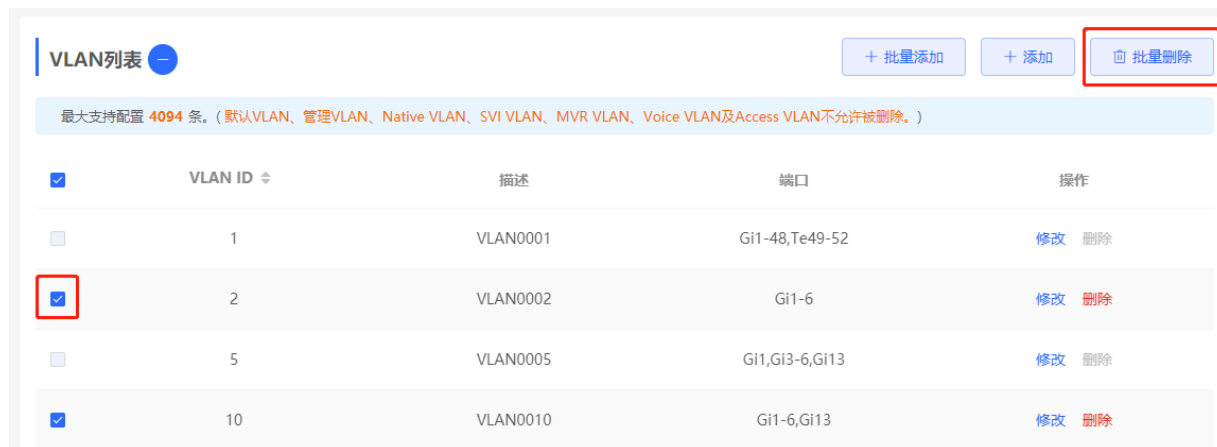 VLAN列表 批量添加 添加 批量删除
最大支持配置 4094 条。(默认VLAN、管理VLAN、Native VLAN、SVI VLAN、MVR VLAN、Voice VLAN及Access VLAN不允许被删除。)
VLAN ID 描述 端口 操作
1 VLAN0001 Gi1-48,Te49-52 修改 删除
2 VLAN0002 Gi1-6 修改 删除
5 VLAN0005 Gi1,Gi3-6,Gi13 修改 删除
10 VLAN0010 Gi1-6,Gi13 修改 删除